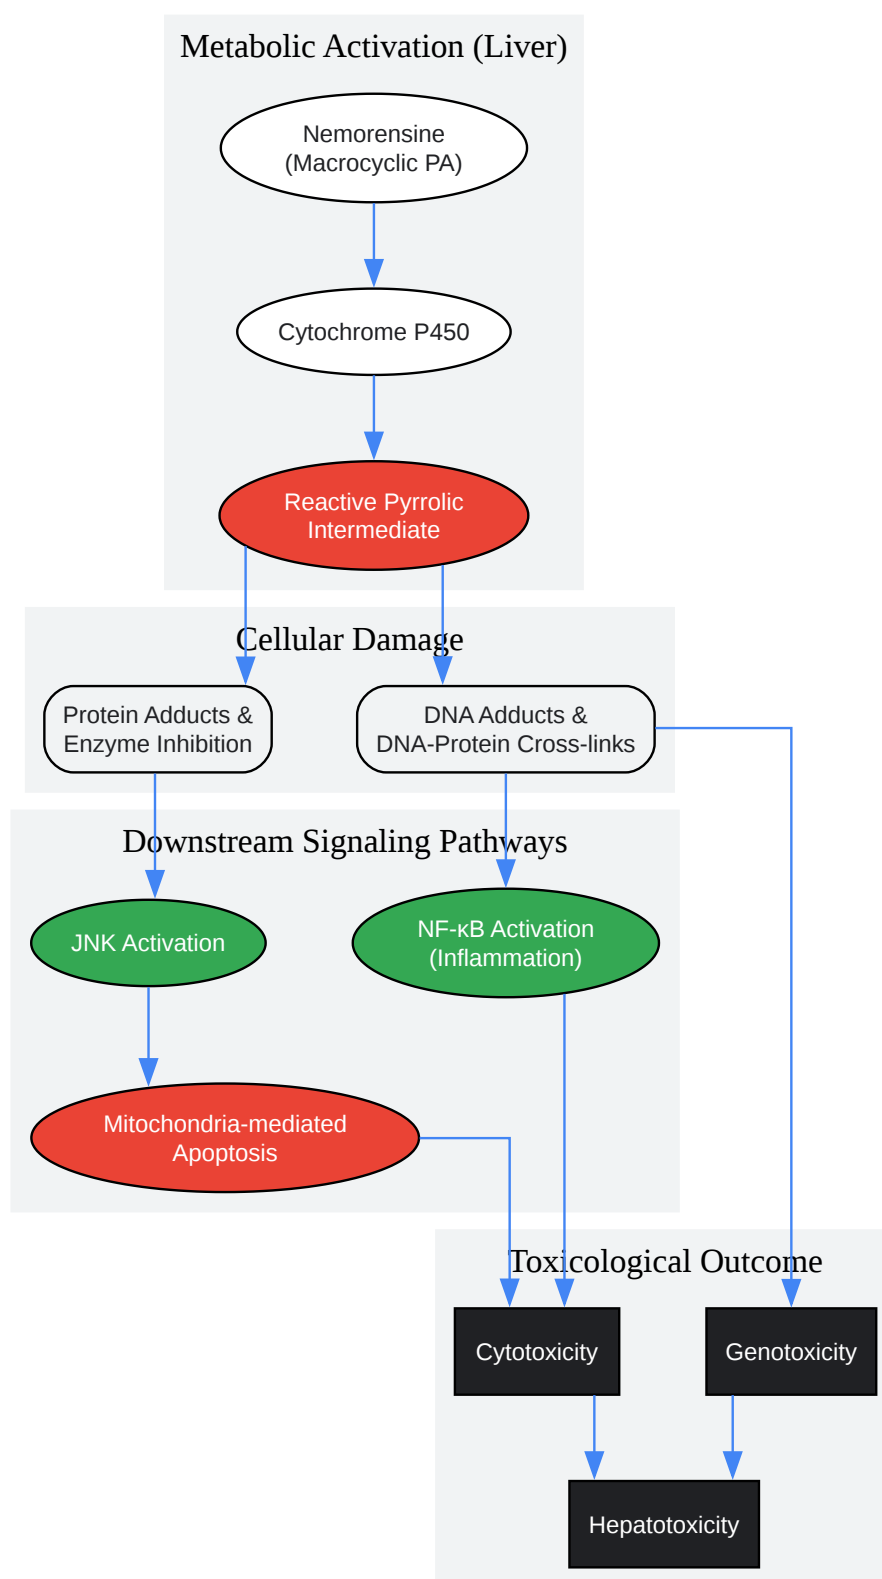 Metabolic Activation (Liver)
Nemorensine
(Macrocyclic PA)
Cytochrome P450
Reactive Pyrrolic
Intermediate
Cellular Damage
Protein Adducts &
Enzyme Inhibition
DNA Adducts &
DNA-Protein Cross-links
Downstream Signaling Pathways
JNK Activation
NF-κB Activation
(Inflammation)
Mitochondria-mediated
Apoptosis
Toxicological Outcome
Cytotoxicity
Genotoxicity
Hepatotoxicity